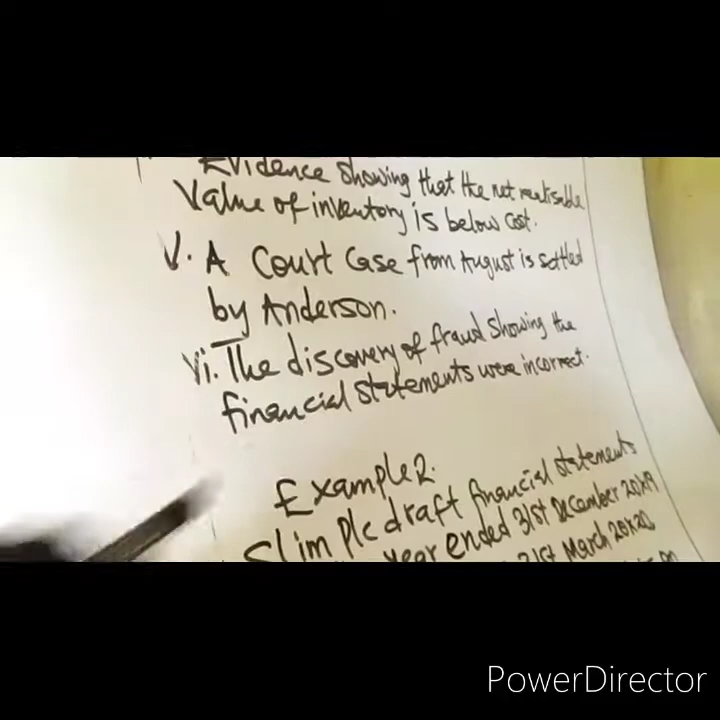 Evidence showing that the net realisable
Value of inventory is below cost.
V. A Court Case from August is settled
by Anderson.
Vi. The discovery of fraud showing the
financial statements were incorrect.
Example 2.
Slim Plc draft financial statements
year ended 31st December 20X9
31st March 20X20
PowerDirector